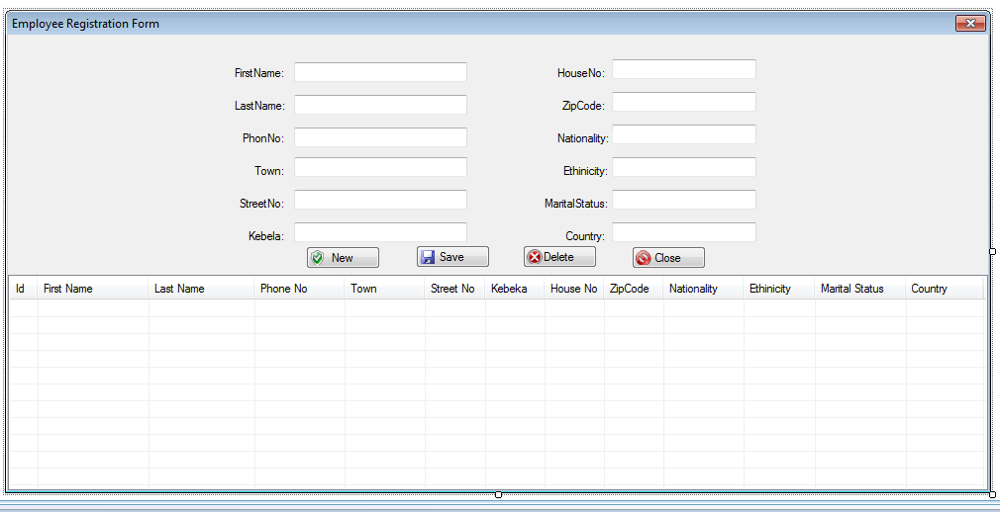 Employee Registration Form
FirstName: HouseNo:
LastName: ZipCode:
PhonNo: Nationality:
Town: Ethinicity:
StreetNo: MaritalStatus:
Kebela: Country:
New Save Delete Close
Id First Name Last Name Phone No Town Street No Kebeka House No ZipCode Nationality Ethinicity Marital Status Country